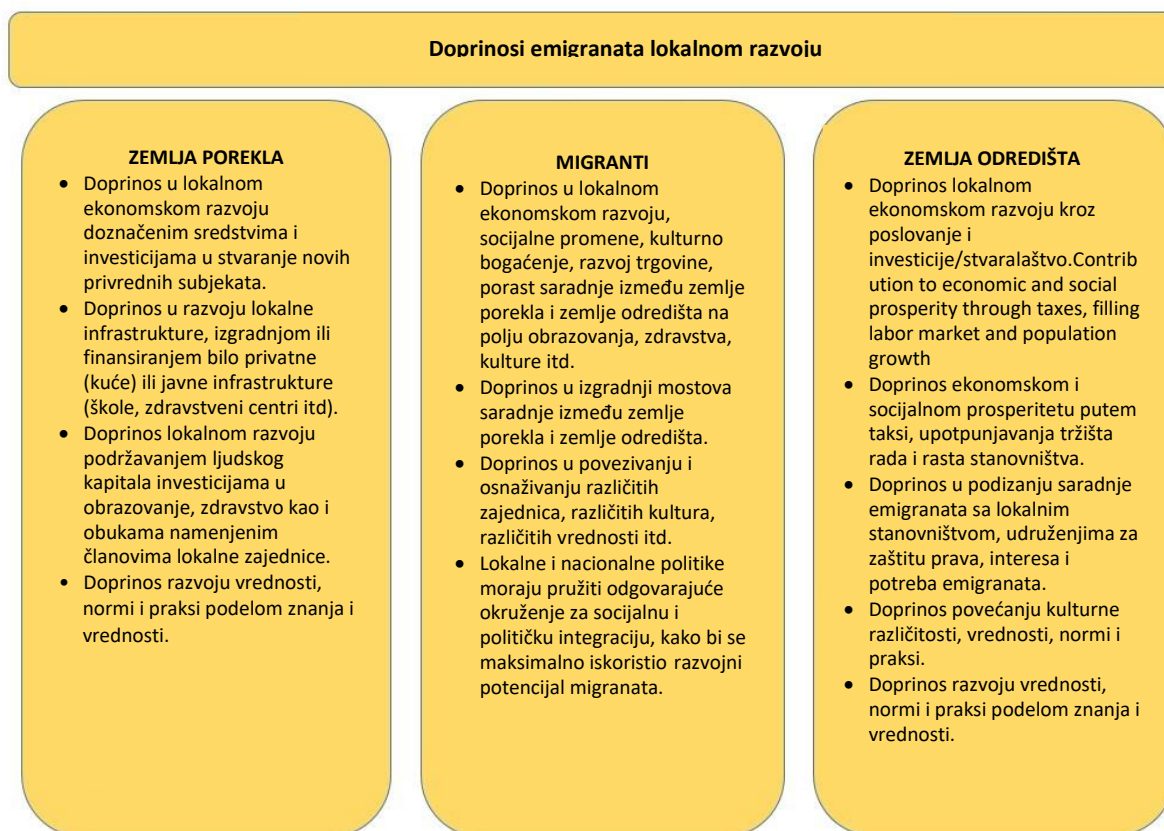 Doprinosi emigranata lokalnom razvoju
ZEMLJA POREKLA
• Doprinos u lokalnom
ekonomskom razvoju
doznačenim sredstvima i
investicijama u stvaranje novih
privrednih subjekata.
• Doprinos u razvoju lokalne
infrastrukture, izgradnjom ili
finansiranjem bilo privatne
(kuće) ili javne infrastrukture
(škole, zdravstveni centri itd).
• Doprinos lokalnom razvoju
podržavanjem ljudskog
kapitala investicijama u
obrazovanje, zdravstvo kao i
obukama namenjenim
članovima lokalne zajednice.
• Doprinos razvoju vrednosti,
normi i praksi podelom znanja i
vrednosti.
MIGRANTI
• Doprinos u lokalnom
ekonomskom razvoju,
socijalne promene, kulturno
bogaćenje, razvoj trgovine,
porast saradnje između zemlje
porekla i zemlje odredišta na
polju obrazovanja, zdravstva,
kulture itd.
• Doprinos u izgradnji mostova
saradnje između zemlje
porekla i zemlje odredišta.
• Doprinos u povezivanju i
osnaživanju različitih
zajednica, različitih kultura,
različitih vrednosti itd.
• Lokalne i nacionalne politike
moraju pružiti odgovarajuće
okruženje za socijalnu i
političku integraciju, kako bi se
maksimalno iskoristio razvojni
potencijal migranata.
ZEMLJA ODREDIŠTA
• Doprinos lokalnom
ekonomskom razvoju kroz
poslovanje i
investicije/stvaralaštvo.Contrib
ution to economic and social
prosperity through taxes, filling
labor market and population
growth
• Doprinos ekonomskom i
socijalnom prosperitetu putem
taksi, upotpunjavanja tržišta
rada i rasta stanovništva.
• Doprinos u podizanju saradnje
emigranata sa lokalnim
stanovništvom, udruženjima za
zaštitu prava, interesa i
potreba emigranata.
• Doprinos povećanju kulturne
različitosti, vrednosti, normi i
praksi.
• Doprinos razvoju vrednosti,
normi i praksi podelom znanja i
vrednosti.